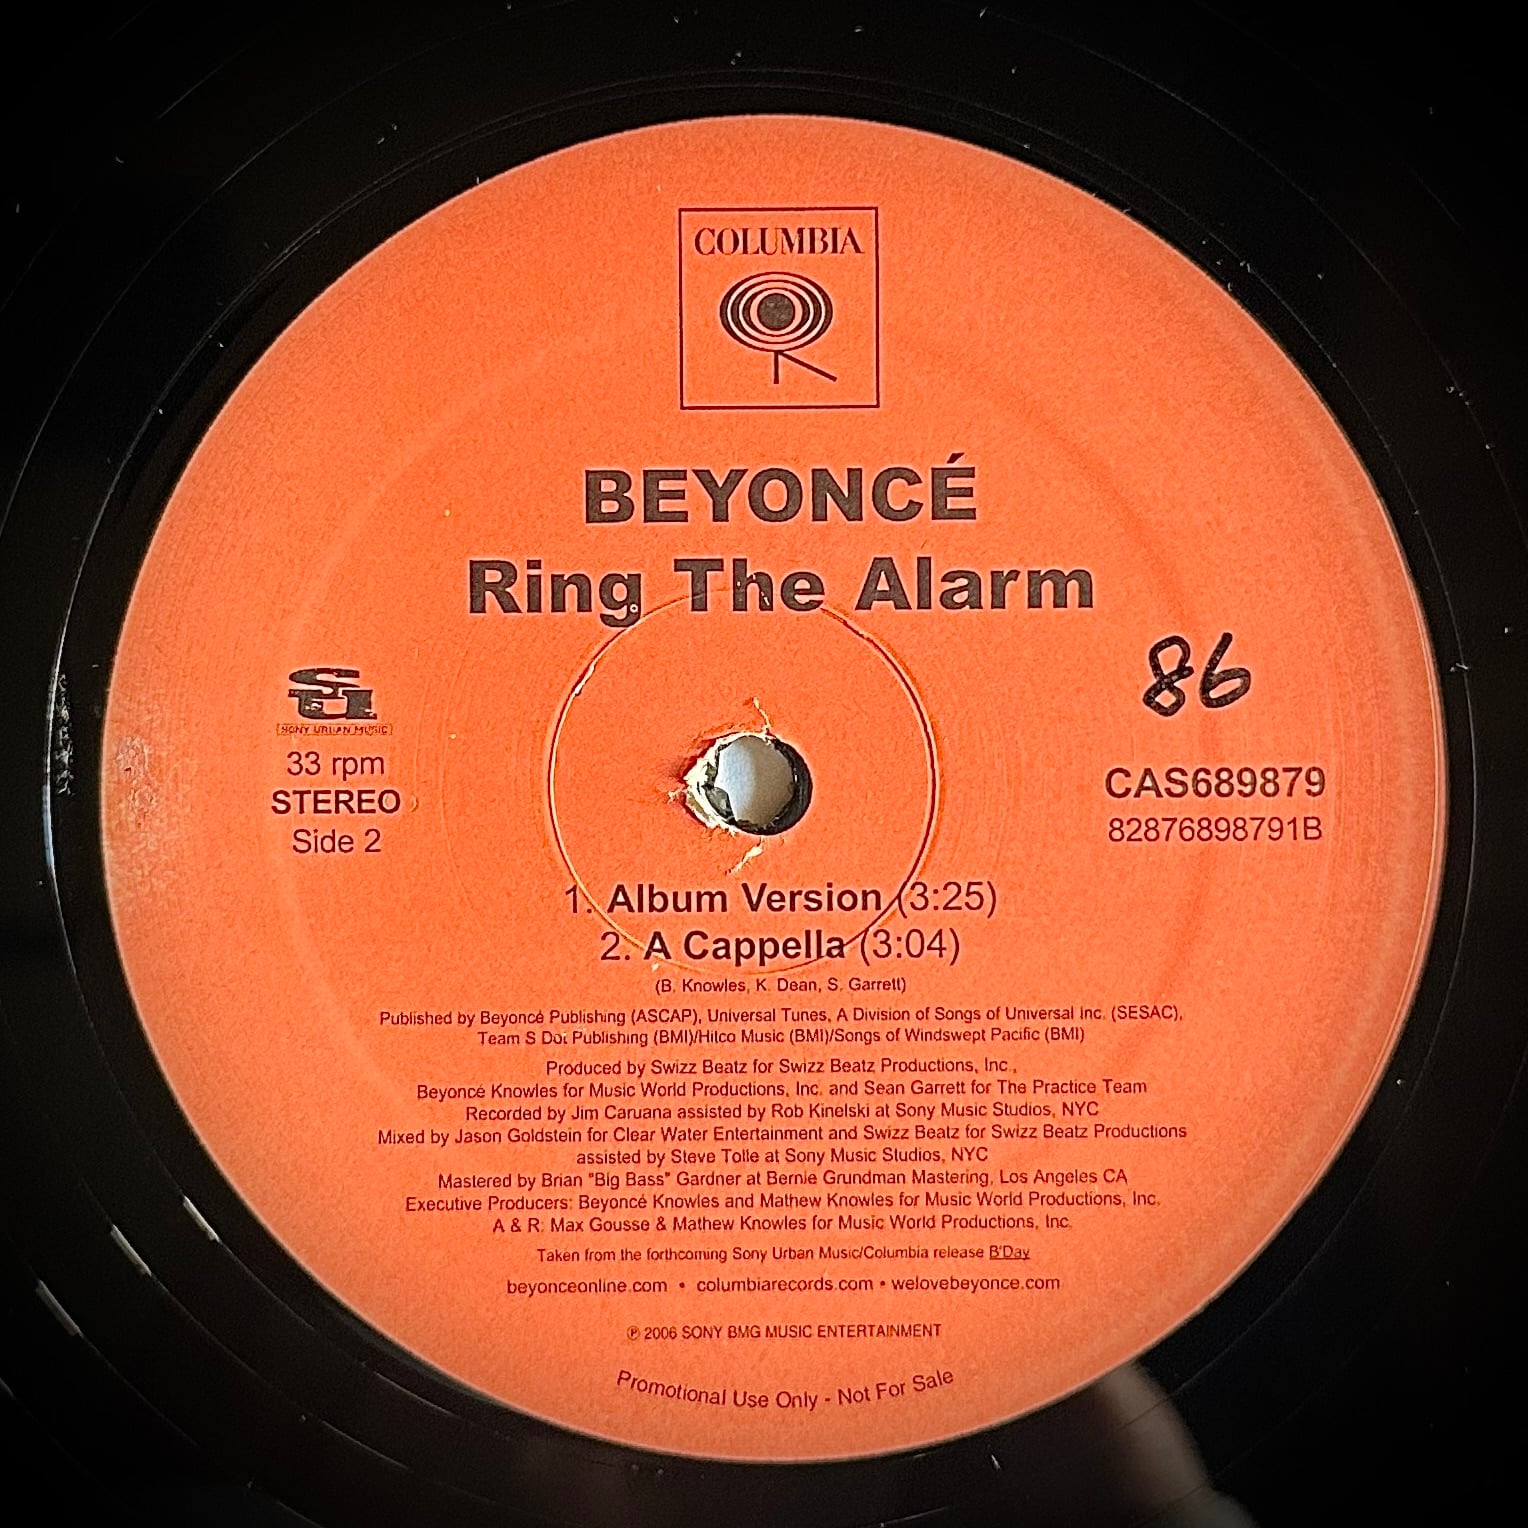 COLUMBIA
BEYONCÉ
Ring The Alarm
86
SU
SONY URBAN MUSIC
33 rpm
STEREO
Side 2
CAS689879
82876898791B
1. Album Version (3:25)
2. A Cappella (3:04)
(B. Knowles, K. Dean, S. Garrett)
Published by Beyoncé Publishing (ASCAP), Universal Tunes, A Division of Songs of Universal Inc. (SESAC),
Team S Dot Publishing (BMI)/Hitco Music (BMI)/Songs of Windswept Pacific (BMI)
Produced by Swizz Beatz for Swizz Beatz Productions, Inc.,
Beyoncé Knowles for Music World Productions, Inc. and Sean Garrett for The Practice Team
Recorded by Jim Caruana assisted by Rob Kinelski at Sony Music Studios, NYC
Mixed by Jason Goldstein for Clear Water Entertainment and Swizz Beatz for Swizz Beatz Productions
assisted by Steve Tolle at Sony Music Studios, NYC
Mastered by Brian "Big Bass" Gardner at Bernie Grundman Mastering, Los Angeles CA
Executive Producers: Beyoncé Knowles and Mathew Knowles for Music World Productions, Inc.
A & R: Max Gousse & Mathew Knowles for Music World Productions, Inc.
Taken from the forthcoming Sony Urban Music/Columbia release B'Day
beyonceonline.com • columbiarecords.com • welovebeyonce.com
℗ 2006 SONY BMG MUSIC ENTERTAINMENT
Promotional Use Only - Not For Sale